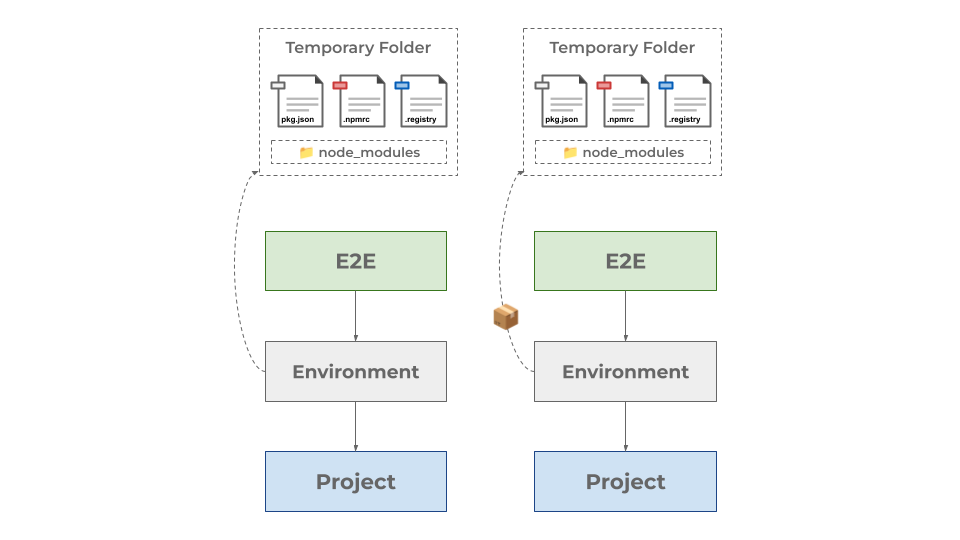 Temporary Folder
pkg.json .npmrc .registry
node_modules
E2E
Environment
Project
Temporary Folder
pkg.json .npmrc .registry
node_modules
E2E
Environment
Project